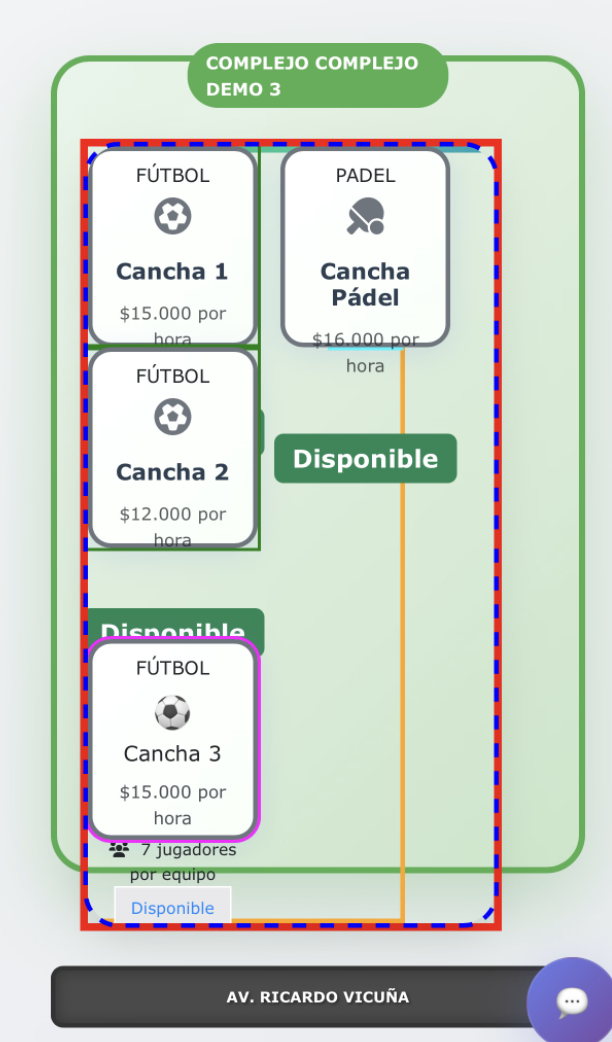 COMPLEJO COMPLEJO
DEMO 3
FÚTBOL
Cancha 1
$15.000 por
hora
PADEL
Cancha
Pádel
$16.000 por
hora
FÚTBOL
Cancha 2
$12.000 por
hora
Disponible
Disponible
FÚTBOL
Cancha 3
$15.000 por
hora
7 jugadores
por equipo
Disponible
AV. RICARDO VICUÑA